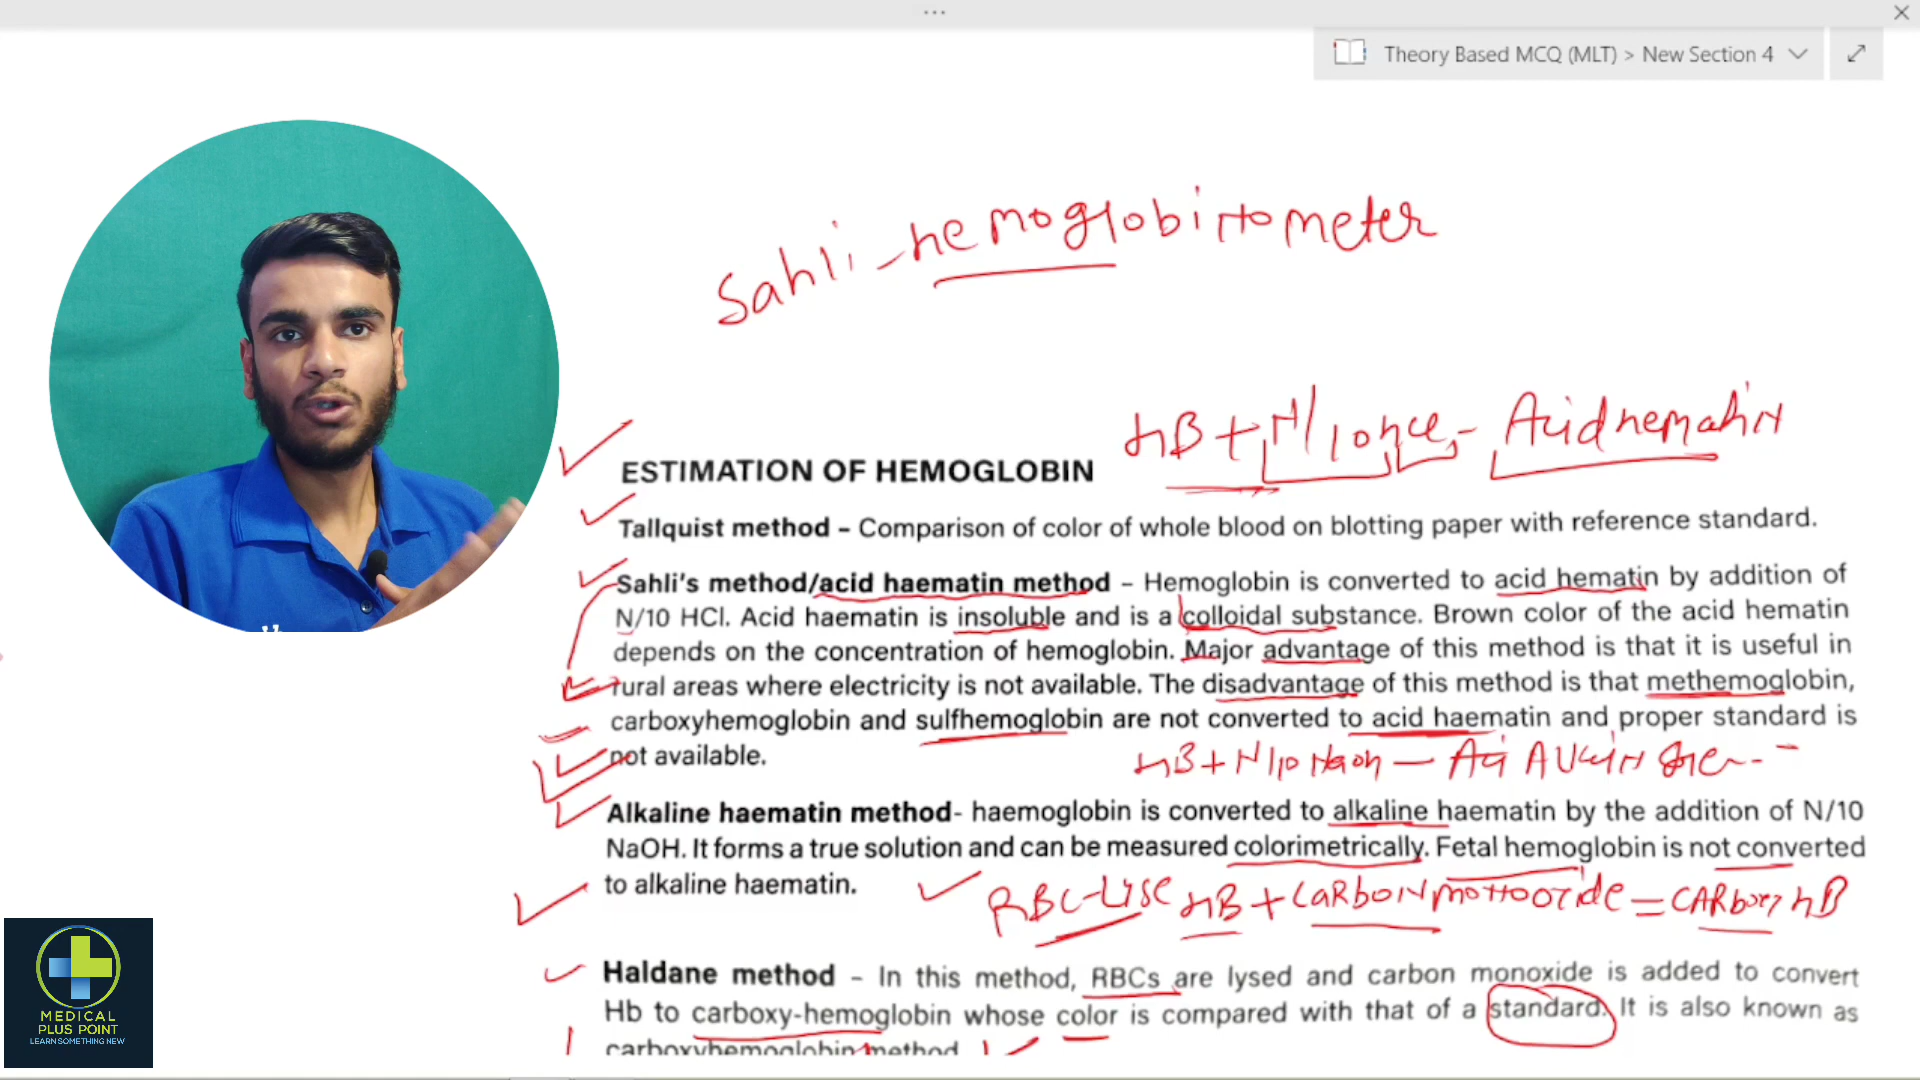 Theory Based MCQ (MLT) > New Section 4
Sahli-hemoglobinometer
hB + N/10 HCl - Acid hematin
ESTIMATION OF HEMOGLOBIN
Tallquist method – Comparison of color of whole blood on blotting paper with reference standard.
Sahli's method/acid haematin method – Hemoglobin is converted to acid hematin by addition of
N/10 HCl. Acid haematin is insoluble and is a colloidal substance. Brown color of the acid hematin
depends on the concentration of hemoglobin. Major advantage of this method is that it is useful in
rural areas where electricity is not available. The disadvantage of this method is that methemoglobin,
carboxyhemoglobin and sulfhemoglobin are not converted to acid haematin and proper standard is
not available.
hB + N/10 NaOH —
Alkaline haematin method- haemoglobin is converted to alkaline haematin by the addition of N/10
NaOH. It forms a true solution and can be measured colorimetrically. Fetal hemoglobin is not converted
to alkaline haematin.
RBC-Lyse hB + CARBON monooxide = CARboxy hB
Haldane method – In this method, RBCs are lysed and carbon monoxide is added to convert
Hb to carboxy-hemoglobin whose color is compared with that of a standard. It is also known as
carboxyhemoglobin method
MEDICAL
PLUS POINT
LEARN SOMETHING NEW